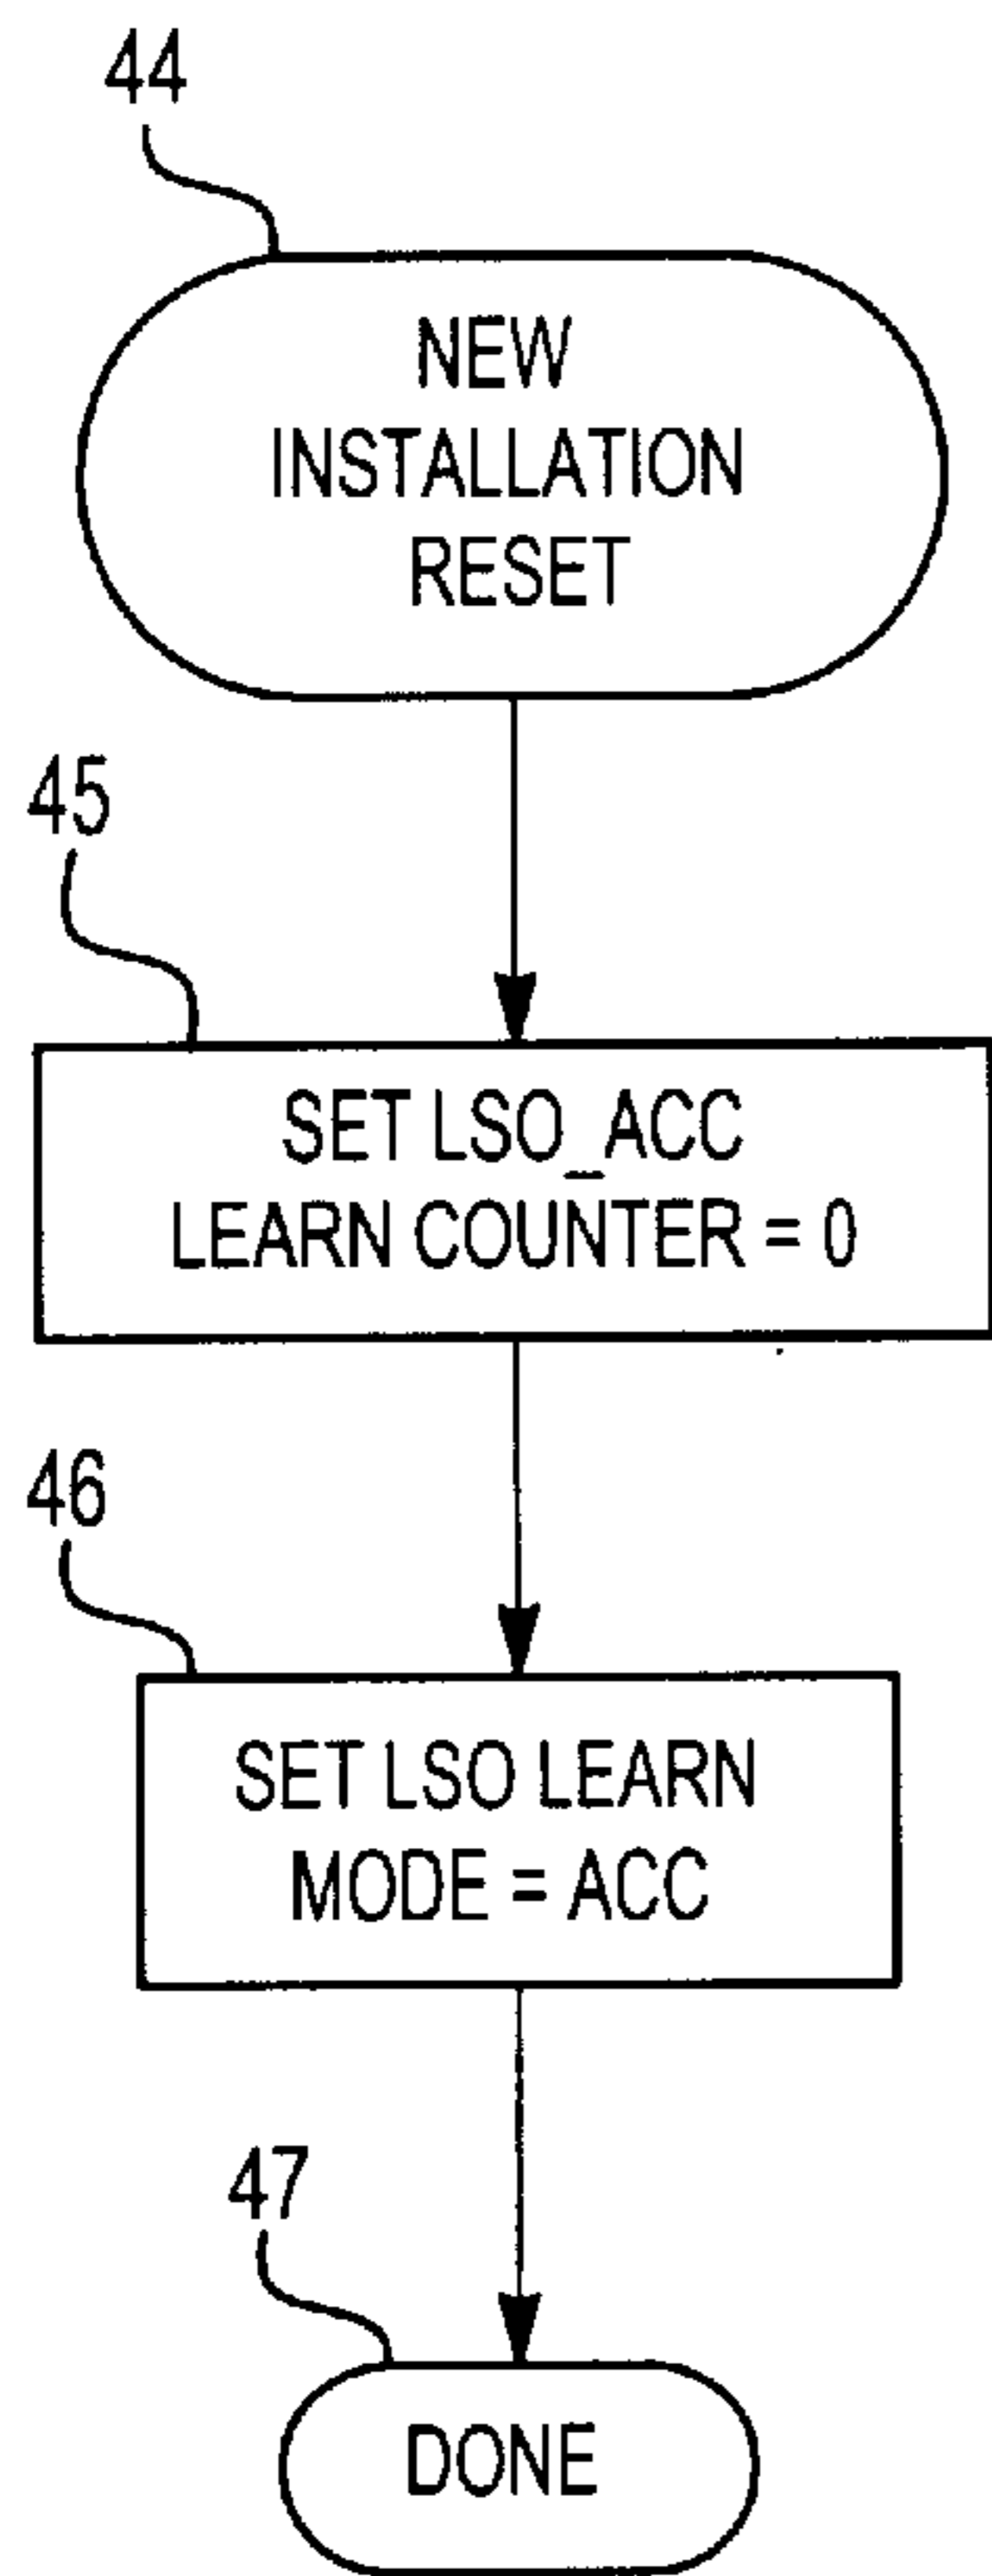 44
NEW
INSTALLATION
RESET
45
SET LSO_ACC
LEARN COUNTER = 0
46
SET LSO LEARN
MODE = ACC
47
DONE